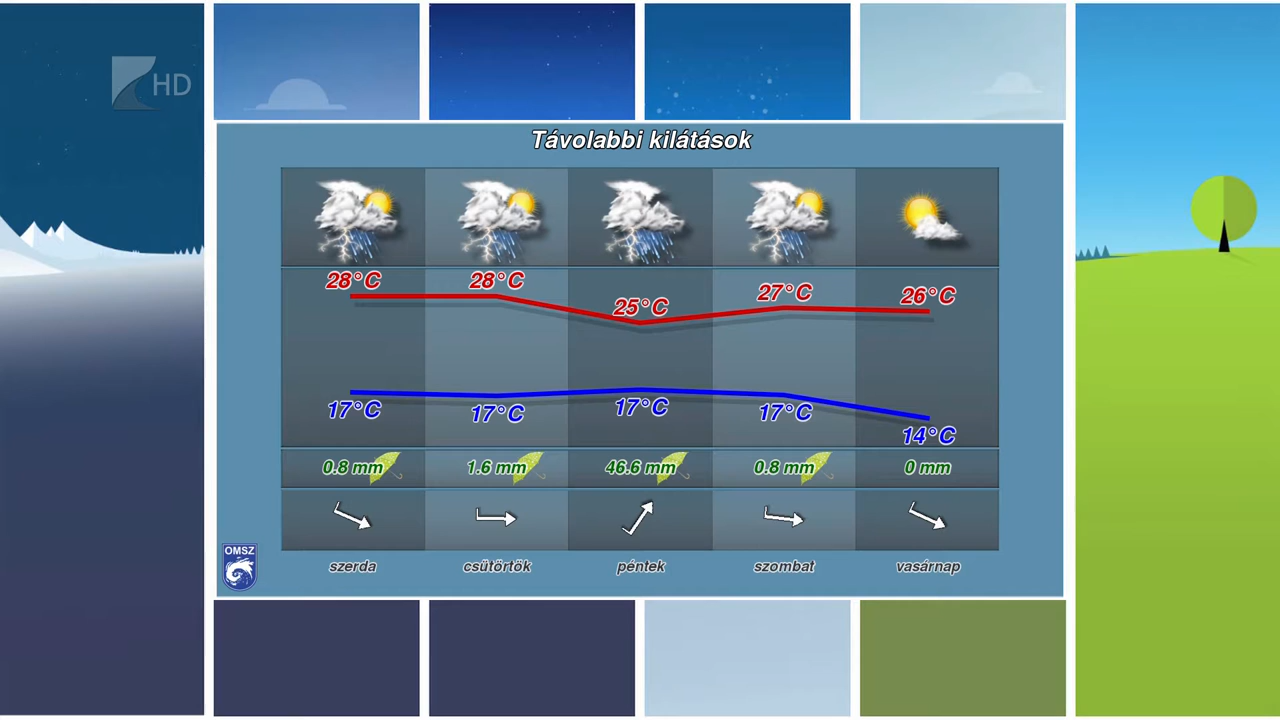 HD
Távolabbi kilátások
28°C 28°C 25°C 27°C 26°C
17°C 17°C 17°C 17°C 14°C
0.8 mm 1.6 mm 46.6 mm 0.8 mm 0 mm
OMSZ
szerda csütörtök péntek szombat vasárnap